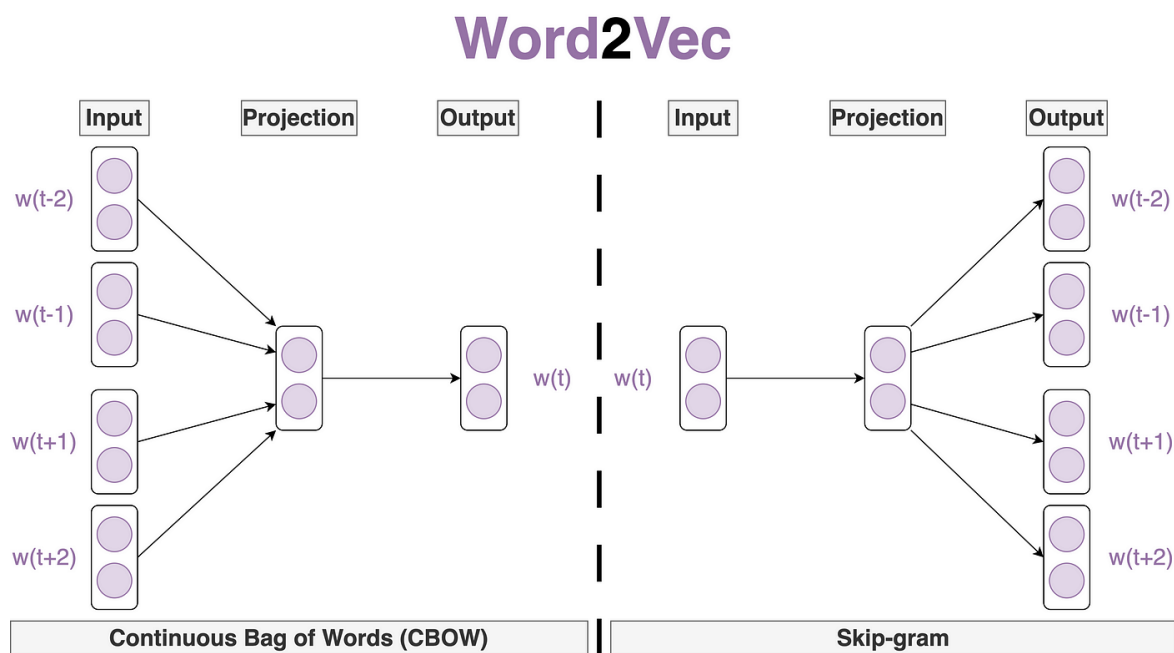 Word2Vec
Input Projection Output
w(t-2)
w(t-1)
w(t+1)
w(t+2)
w(t)
Continuous Bag of Words (CBOW)
Input Projection Output
w(t)
w(t-2)
w(t-1)
w(t+1)
w(t+2)
Skip-gram